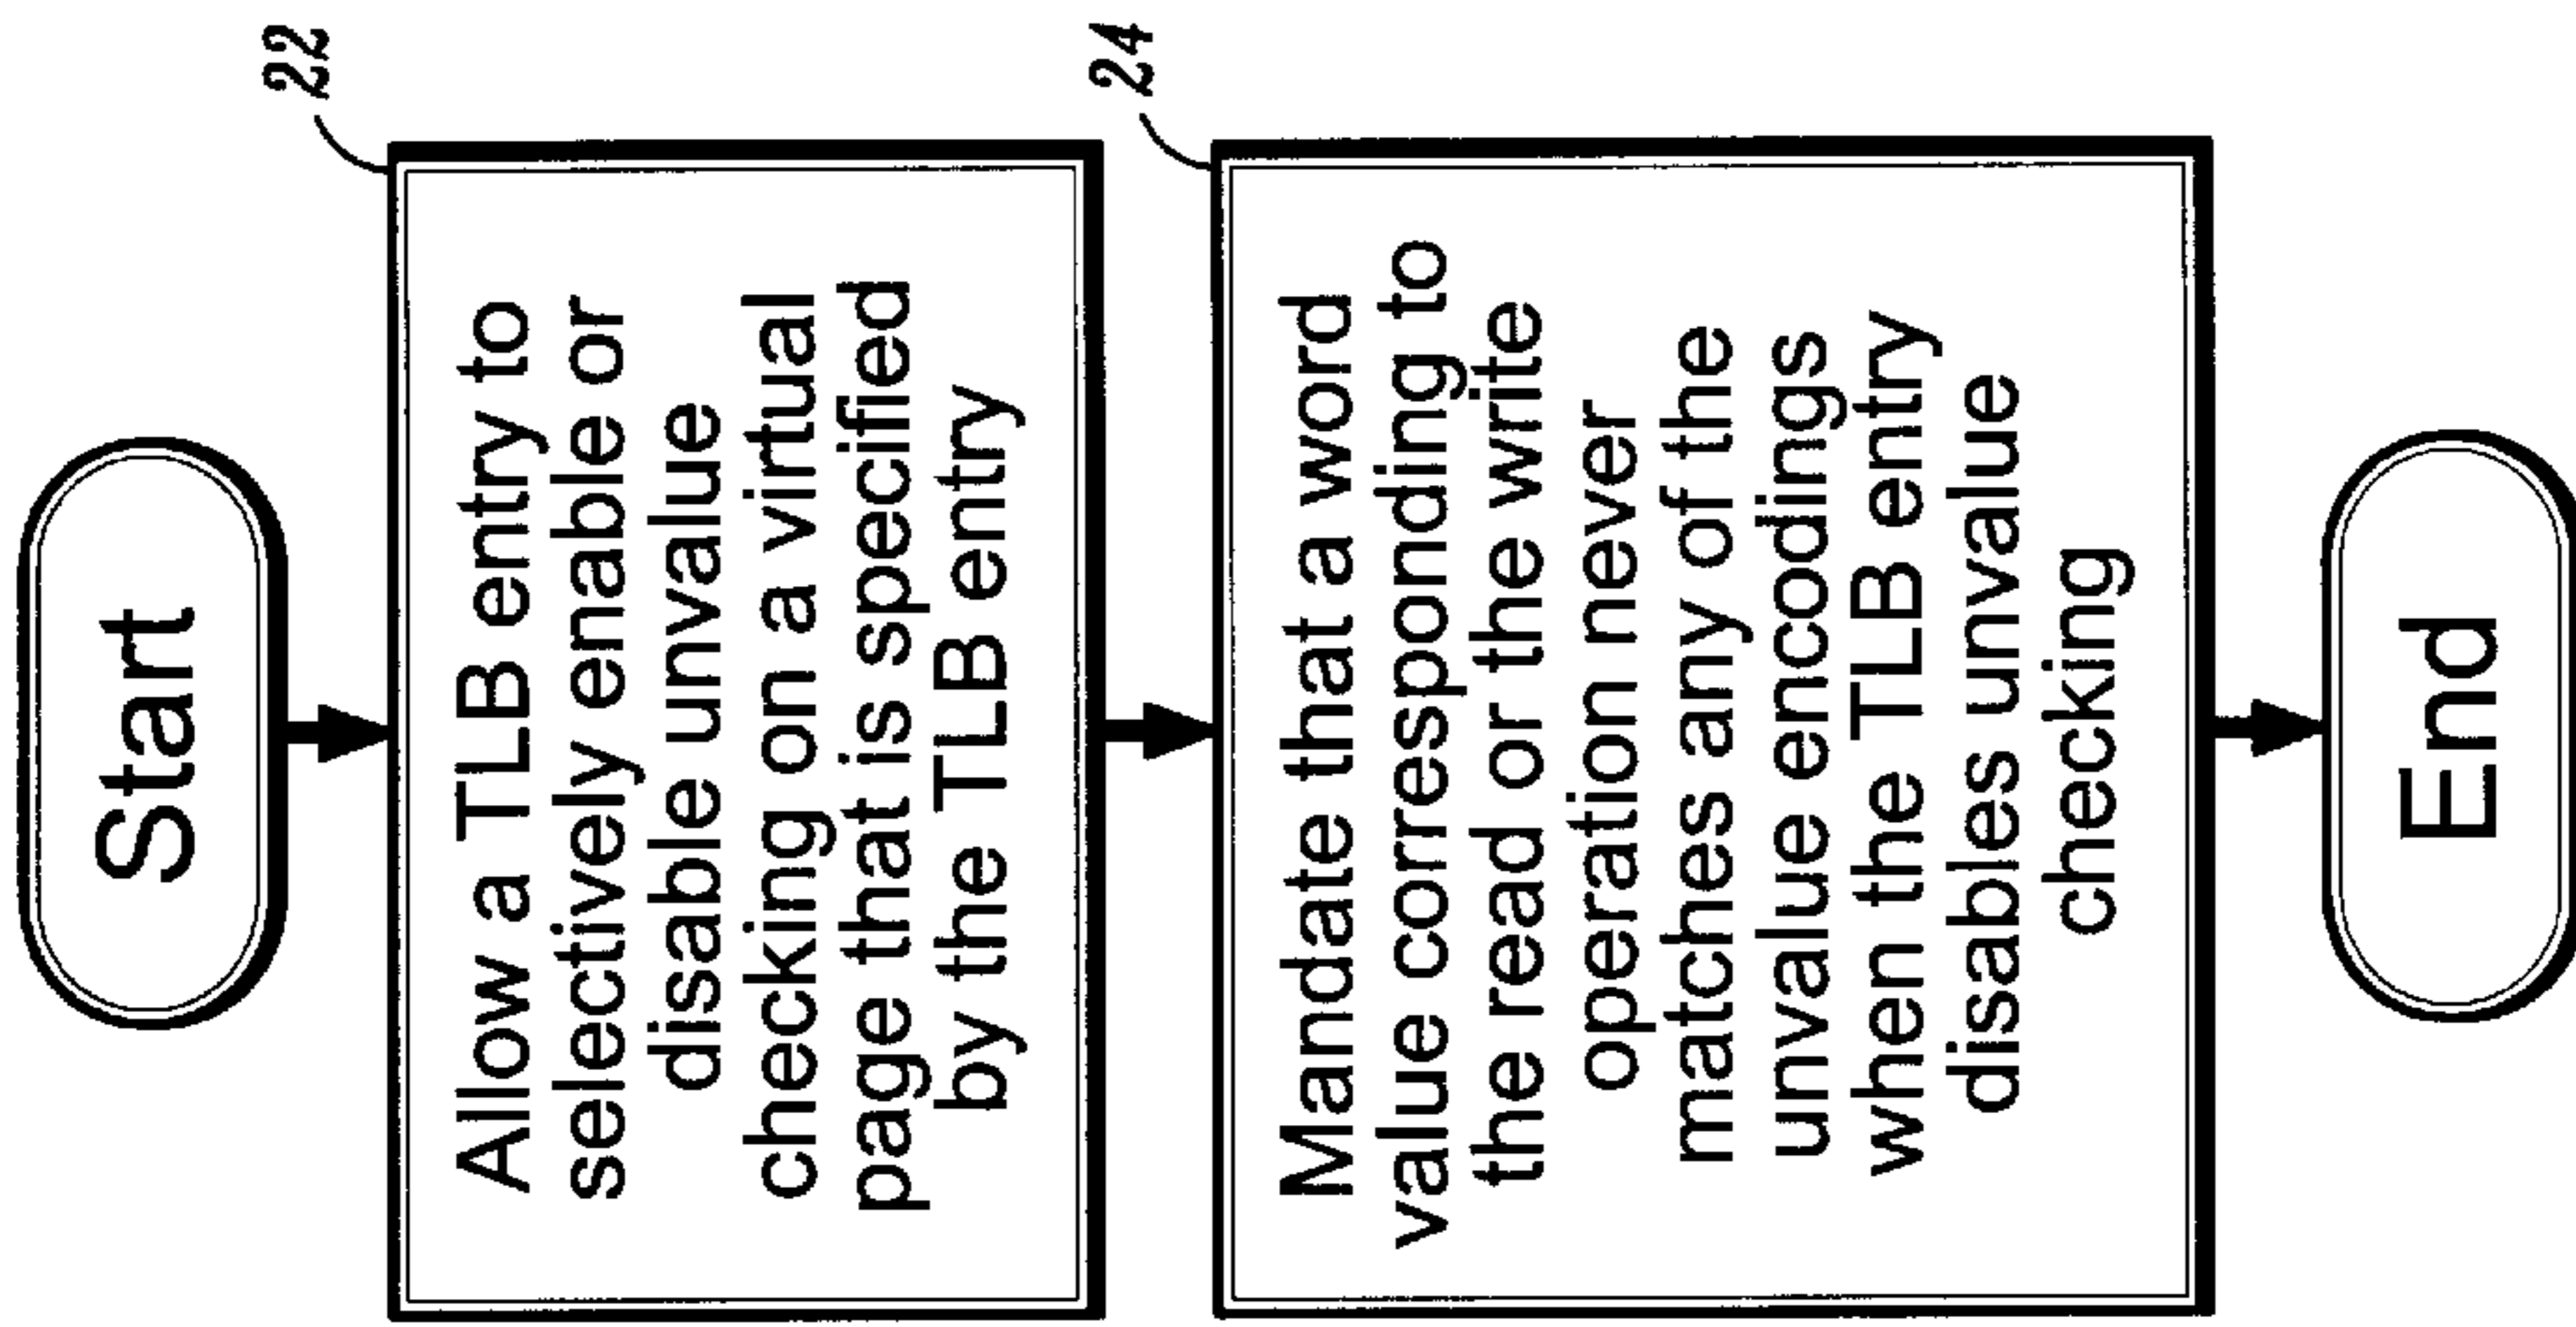 Start
22
Allow a TLB entry to
selectively enable or
disable unvalue
checking on a virtual
page that is specified
by the TLB entry
24
Mandate that a word
value corresponding to
the read or the write
operation never
matches any of the
unvalue encodings
when the TLB entry
disables unvalue
checking
End